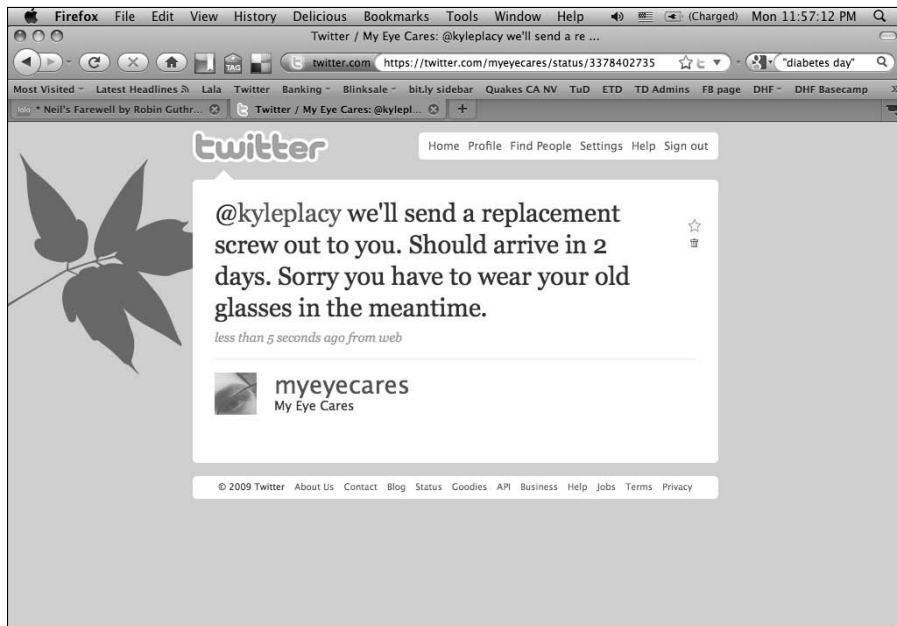 Firefox File Edit View History Delicious Bookmarks Tools Window Help (Charged) Mon 11:57:12 PM
Twitter / My Eye Cares: @kyleplacy we'll send a re ...
TAG twitter.com https://twitter.com/myeyecares/status/3378402735 "diabetes day"
Most Visited Latest Headlines Lala Twitter Banking Blinksale bit.ly sidebar Quakes CA NV TuD ETD TD Admins FB page DHF DHF Basecamp
lala * Neil's Farewell by Robin Guthr... Twitter / My Eye Cares: @kylepl... +
twitter
Home Profile Find People Settings Help Sign out
@kyleplacy we'll send a replacement
screw out to you. Should arrive in 2
days. Sorry you have to wear your old
glasses in the meantime.
less than 5 seconds ago from web
myeyecares
My Eye Cares
© 2009 Twitter About Us Contact Blog Status Goodies API Business Help Jobs Terms Privacy